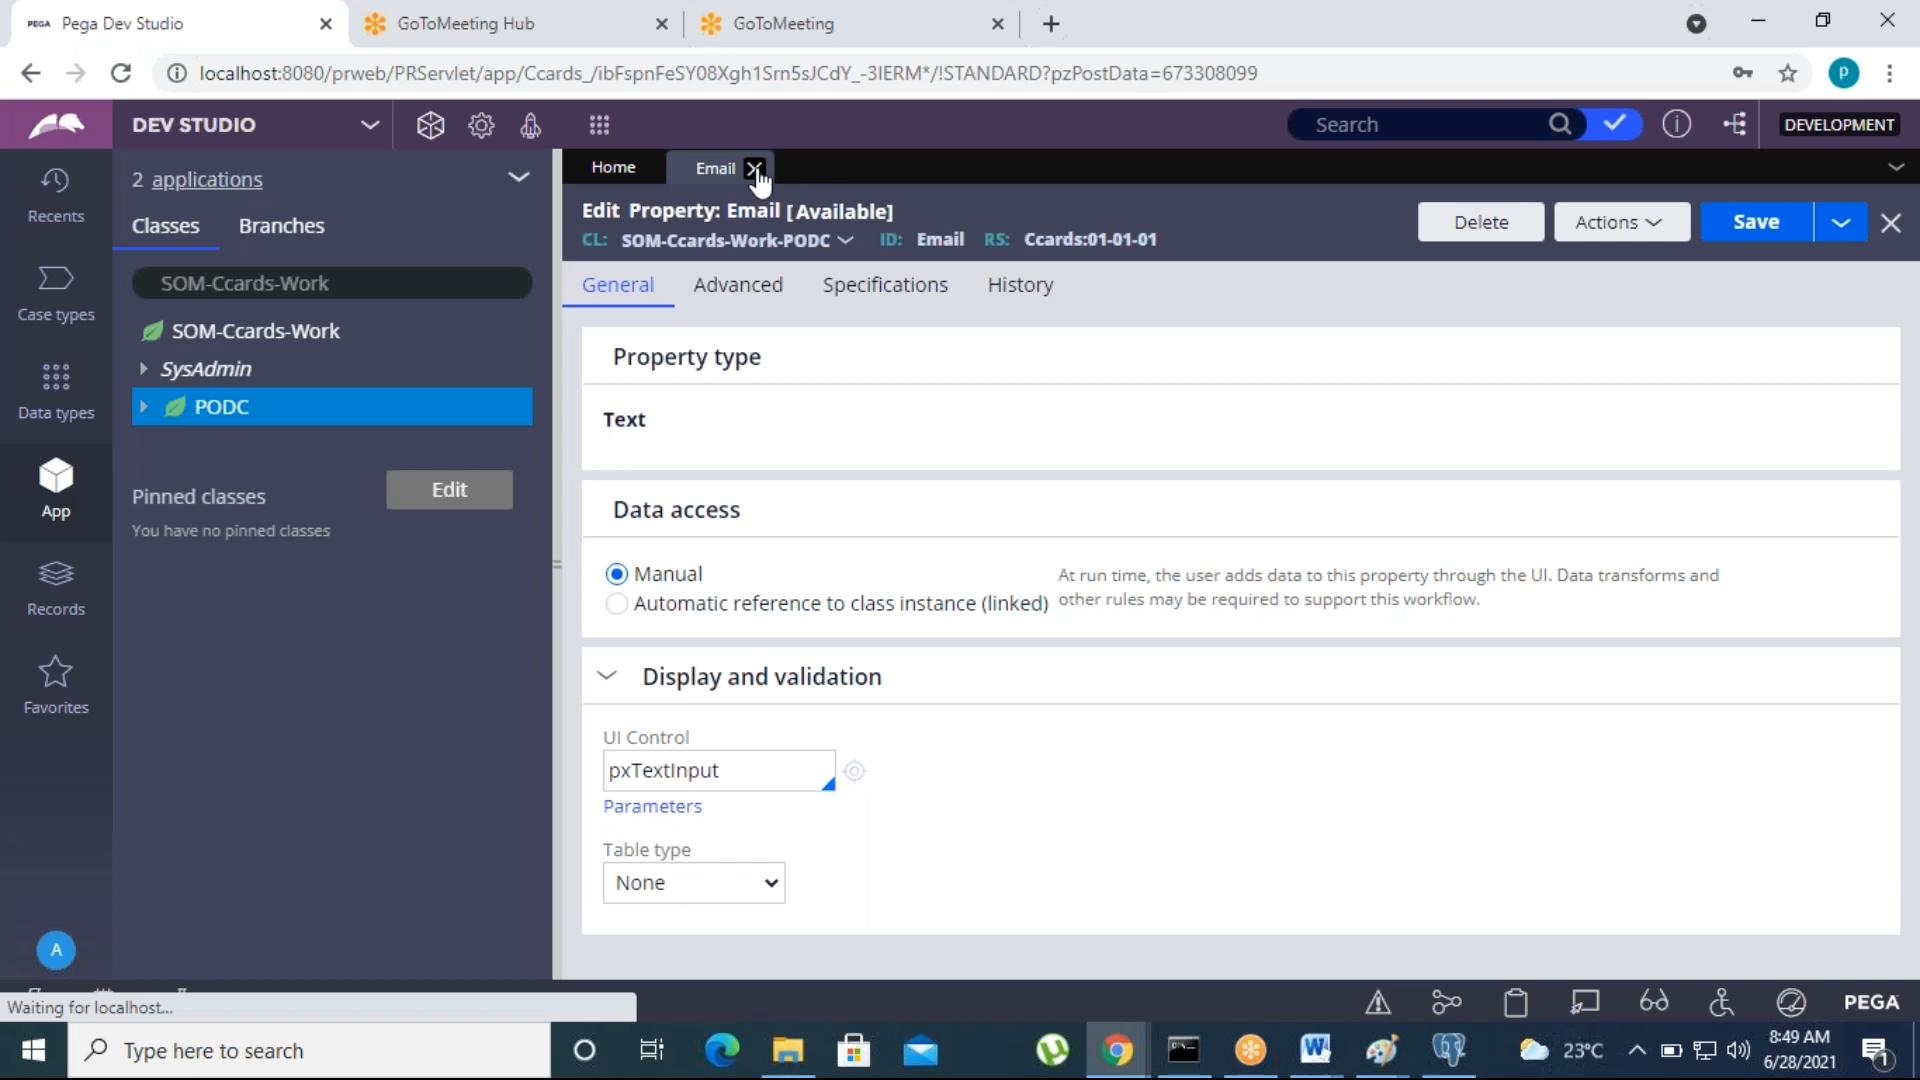 PEGA Pega Dev Studio
GoToMeeting Hub
GoToMeeting
localhost:8080/prweb/PRServlet/app/Ccards_/ibFspnFeSY08Xgh1Srn5sJCdY_-3IERM*/!STANDARD?pzPostData=673308099
P
DEV STUDIO
Search
DEVELOPMENT
Recents
Case types
Data types
App
Records
Favorites
A
2 applications
Classes
Branches
SOM-Ccards-Work
SOM-Ccards-Work
SysAdmin
PODC
Pinned classes
Edit
You have no pinned classes
Home
Email
Edit Property: Email [Available]
CL: SOM-Ccards-Work-PODC ID: Email RS: Ccards:01-01-01
Delete
Actions
Save
General
Advanced
Specifications
History
Property type
Text
Data access
Manual
Automatic reference to class instance (linked)
At run time, the user adds data to this property through the UI. Data transforms and
other rules may be required to support this workflow.
Display and validation
UI Control
pxTextInput
Parameters
Table type
None
Waiting for localhost...
PEGA
Type here to search
23°C
8:49 AM
6/28/2021
1